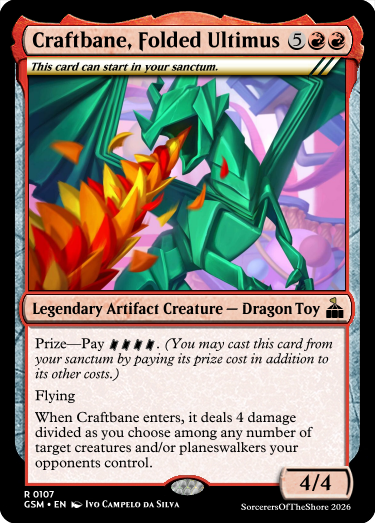 Craftbane, Folded Ultimus 5
This card can start in your sanctum.
Legendary Artifact Creature — Dragon Toy
Prize—Pay. (You may cast this card from
your sanctum by paying its prize cost in addition to
its other costs.)
Flying
When Craftbane enters, it deals 4 damage
divided as you choose among any number of
target creatures and/or planeswalkers your
opponents control.
4/4
R 0107
GSM • EN Ivo Campelo da Silva
SorcerersOfTheShore 2026